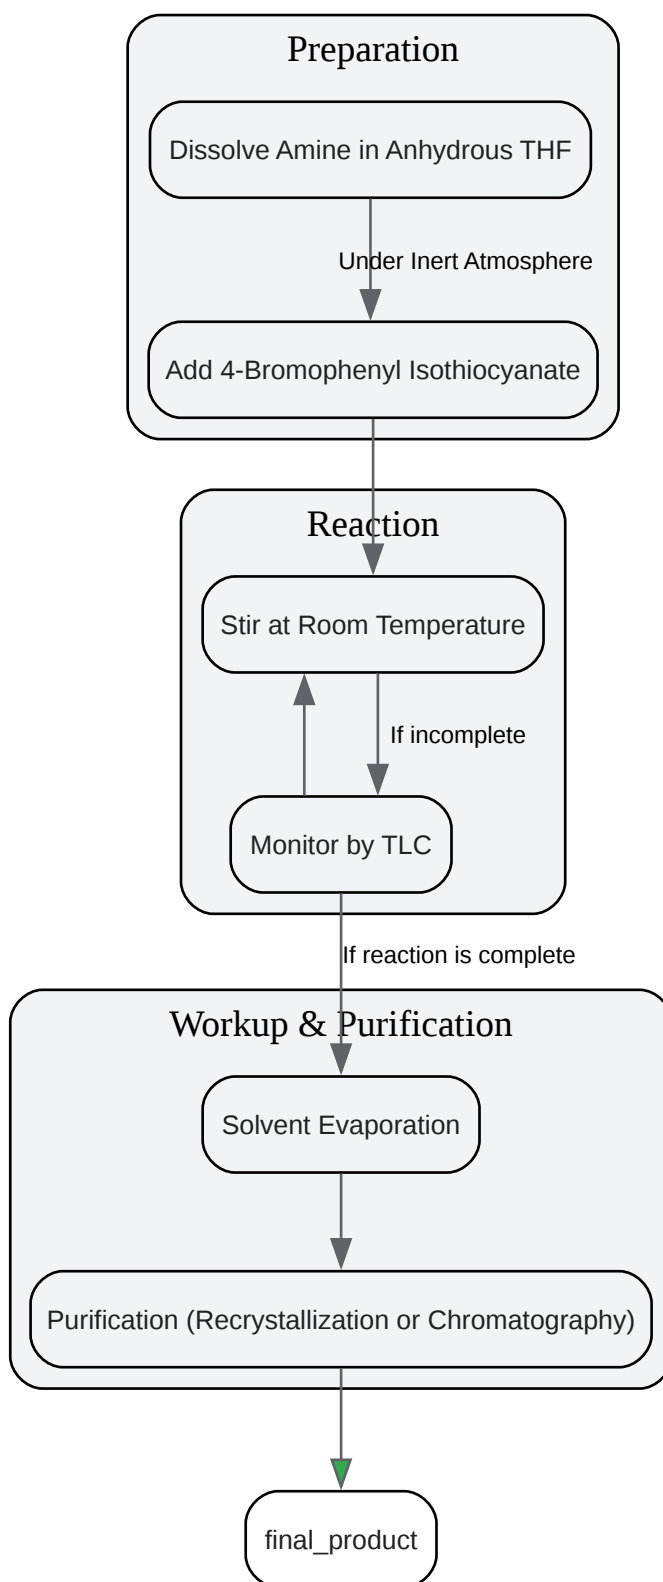 Preparation
Dissolve Amine in Anhydrous THF
Under Inert Atmosphere
Add 4-Bromophenyl Isothiocyanate
Reaction
Stir at Room Temperature
If incomplete
Monitor by TLC
If reaction is complete
Workup & Purification
Solvent Evaporation
Purification (Recrystallization or Chromatography)
final_product